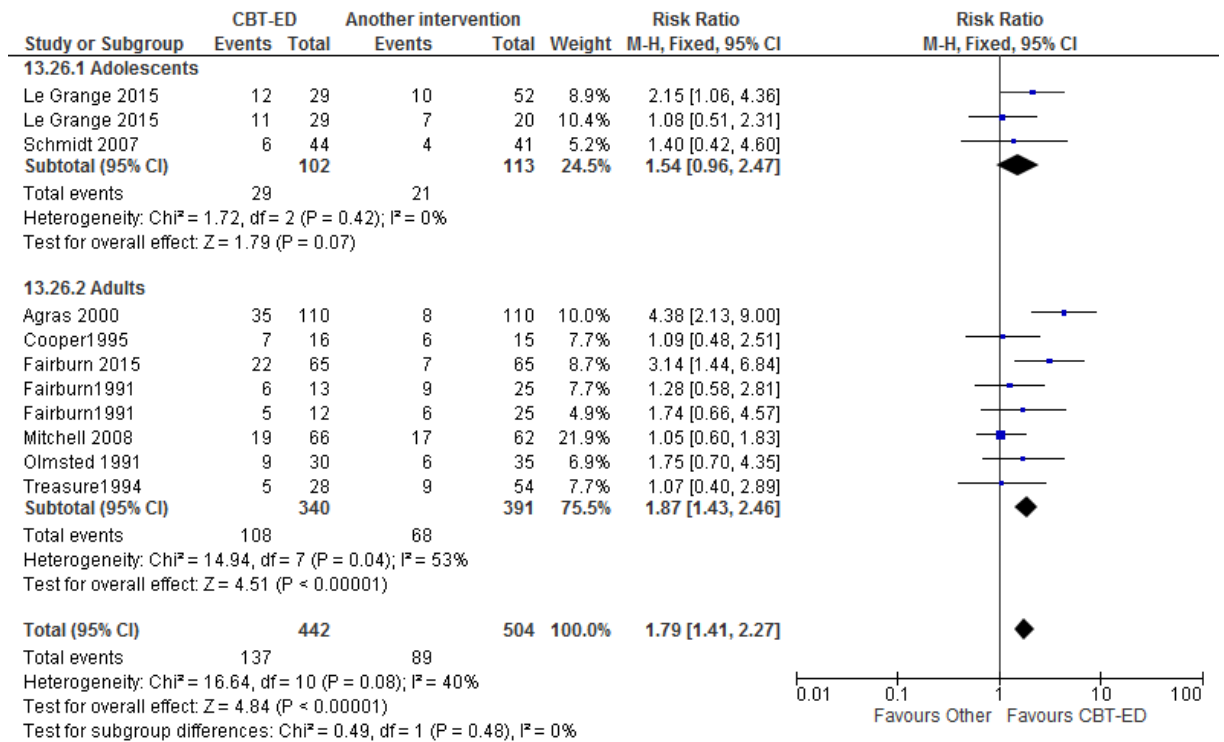 CBT-ED Another intervention Risk Ratio Risk Ratio
Study or Subgroup Events Total Events Total Weight M-H, Fixed, 95% CI M-H, Fixed, 95% CI
13.26.1 Adolescents
Le Grange 2015 12 29 10 52 8.9% 2.15 [1.06, 4.36]
Le Grange 2015 11 29 7 20 10.4% 1.08 [0.51, 2.31]
Schmidt 2007 6 44 4 41 5.2% 1.40 [0.42, 4.60]
Subtotal (95% CI) 102 113 24.5% 1.54 [0.96, 2.47]
Total events 29 21
Heterogeneity: Chi² = 1.72, df = 2 (P = 0.42); I² = 0%
Test for overall effect: Z = 1.79 (P = 0.07)
13.26.2 Adults
Agras 2000 35 110 8 110 10.0% 4.38 [2.13, 9.00]
Cooper1995 7 16 6 15 7.7% 1.09 [0.48, 2.51]
Fairburn 2015 22 65 7 65 8.7% 3.14 [1.44, 6.84]
Fairburn1991 6 13 9 25 7.7% 1.28 [0.58, 2.81]
Fairburn1991 5 12 6 25 4.9% 1.74 [0.66, 4.57]
Mitchell 2008 19 66 17 62 21.9% 1.05 [0.60, 1.83]
Olmsted 1991 9 30 6 35 6.9% 1.75 [0.70, 4.35]
Treasure1994 5 28 9 54 7.7% 1.07 [0.40, 2.89]
Subtotal (95% CI) 340 391 75.5% 1.87 [1.43, 2.46]
Total events 108 68
Heterogeneity: Chi² = 14.94, df = 7 (P = 0.04); I² = 53%
Test for overall effect: Z = 4.51 (P < 0.00001)
Total (95% CI) 442 504 100.0% 1.79 [1.41, 2.27]
Total events 137 89
Heterogeneity: Chi² = 16.64, df = 10 (P = 0.08); I² = 40%
Test for overall effect: Z = 4.84 (P < 0.00001)
Test for subgroup differences: Chi² = 0.49, df = 1 (P = 0.48), I² = 0%
0.01 0.1 1 10 100
Favours Other Favours CBT-ED